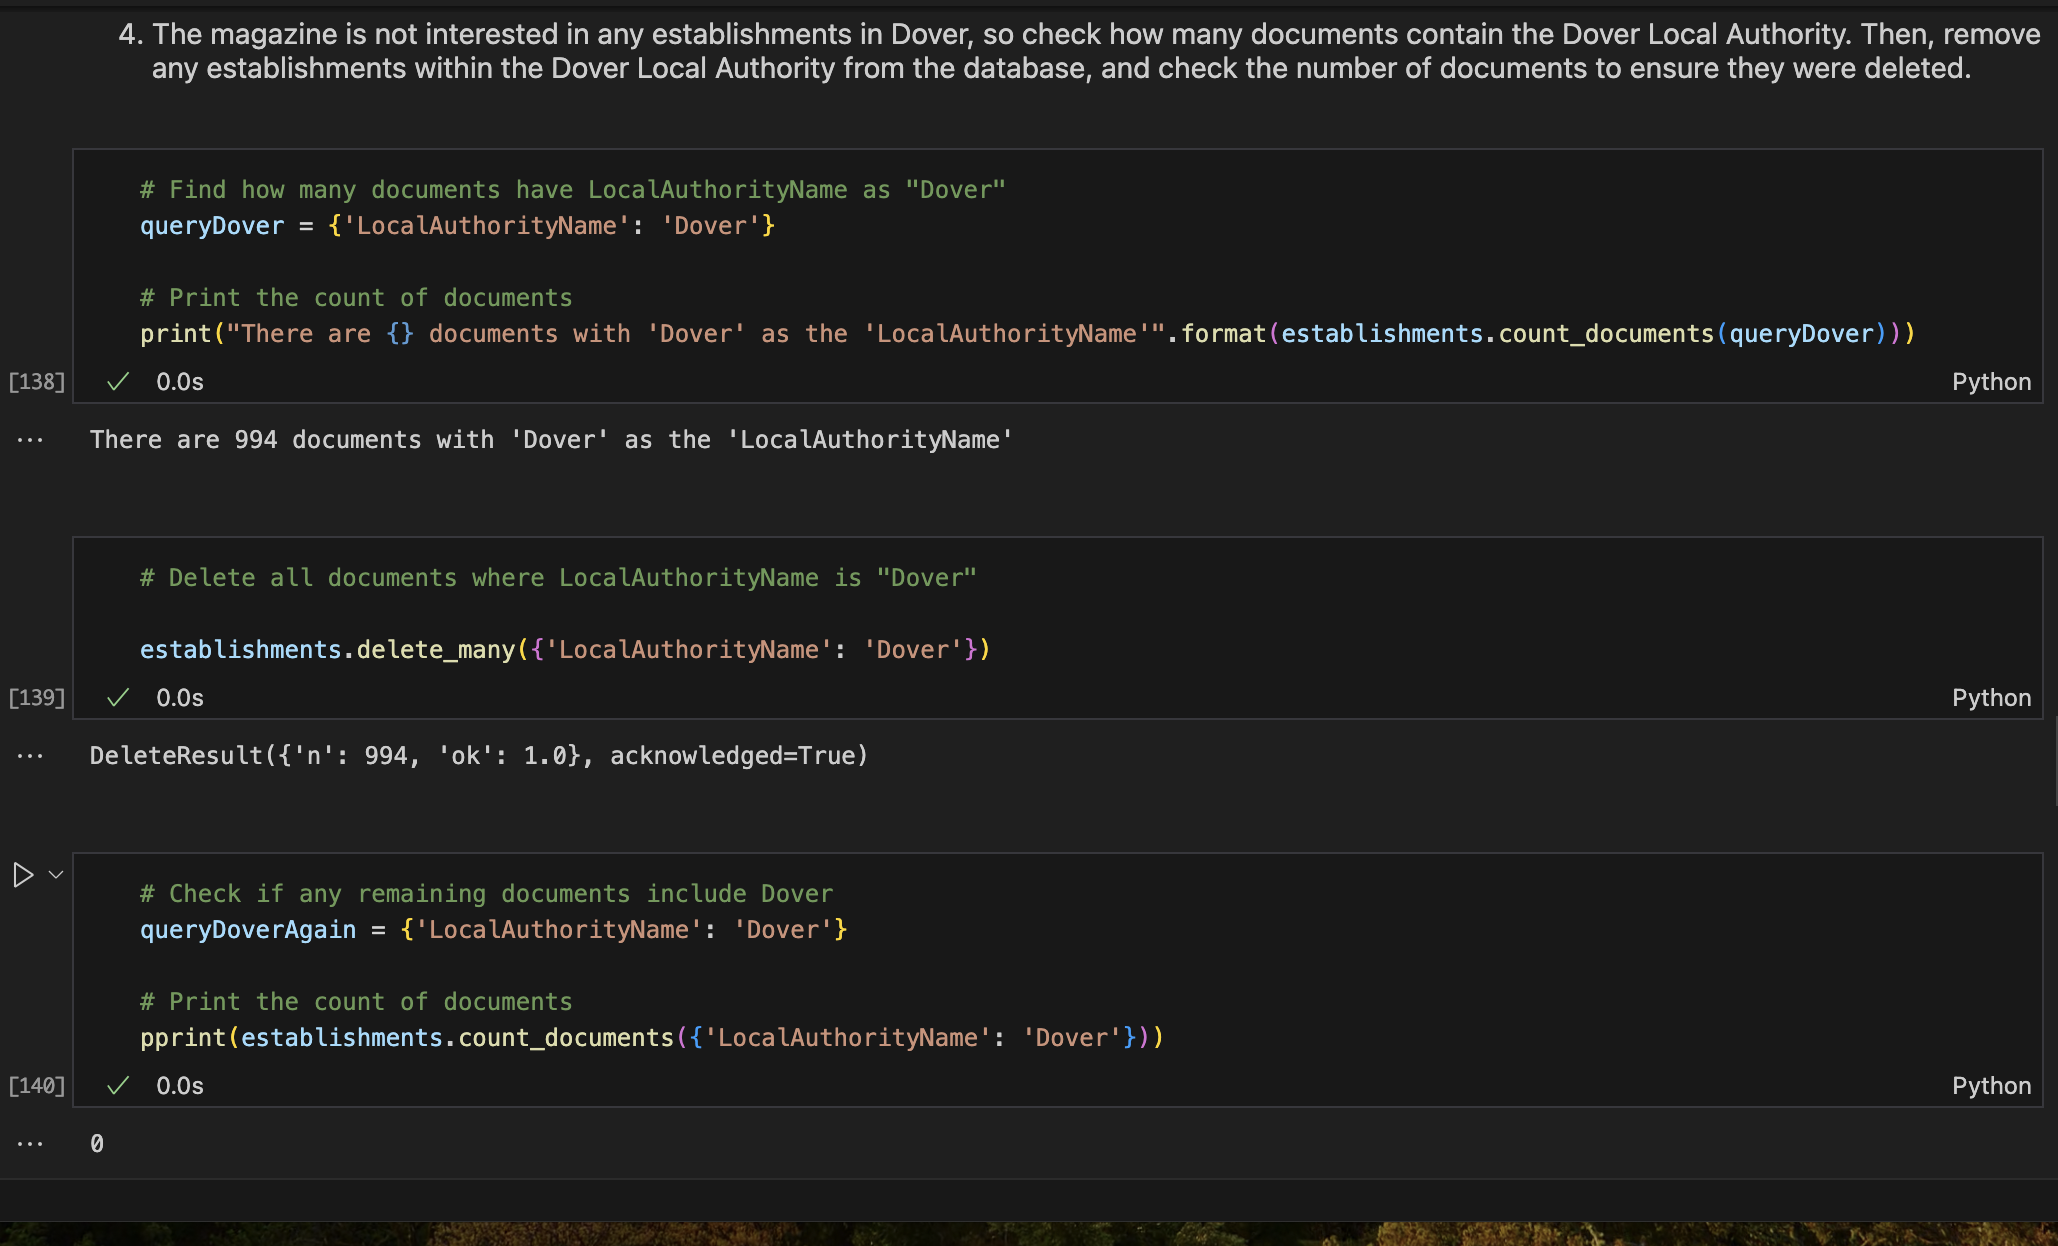 4. The magazine is not interested in any establishments in Dover, so check how many documents contain the Dover Local Authority. Then, remove
any establishments within the Dover Local Authority from the database, and check the number of documents to ensure they were deleted.
# Find how many documents have LocalAuthorityName as "Dover"
queryDover = {'LocalAuthorityName': 'Dover'}
# Print the count of documents
print("There are {} documents with 'Dover' as the 'LocalAuthorityName'".format(establishments.count_documents(queryDover)))
[138] ✓ 0.0s Python
... There are 994 documents with 'Dover' as the 'LocalAuthorityName'
# Delete all documents where LocalAuthorityName is "Dover"
establishments.delete_many({'LocalAuthorityName': 'Dover'})
[139] ✓ 0.0s Python
... DeleteResult({'n': 994, 'ok': 1.0}, acknowledged=True)
# Check if any remaining documents include Dover
queryDoverAgain = {'LocalAuthorityName': 'Dover'}
# Print the count of documents
pprint(establishments.count_documents({'LocalAuthorityName': 'Dover'}))
[140] ✓ 0.0s Python
... 0